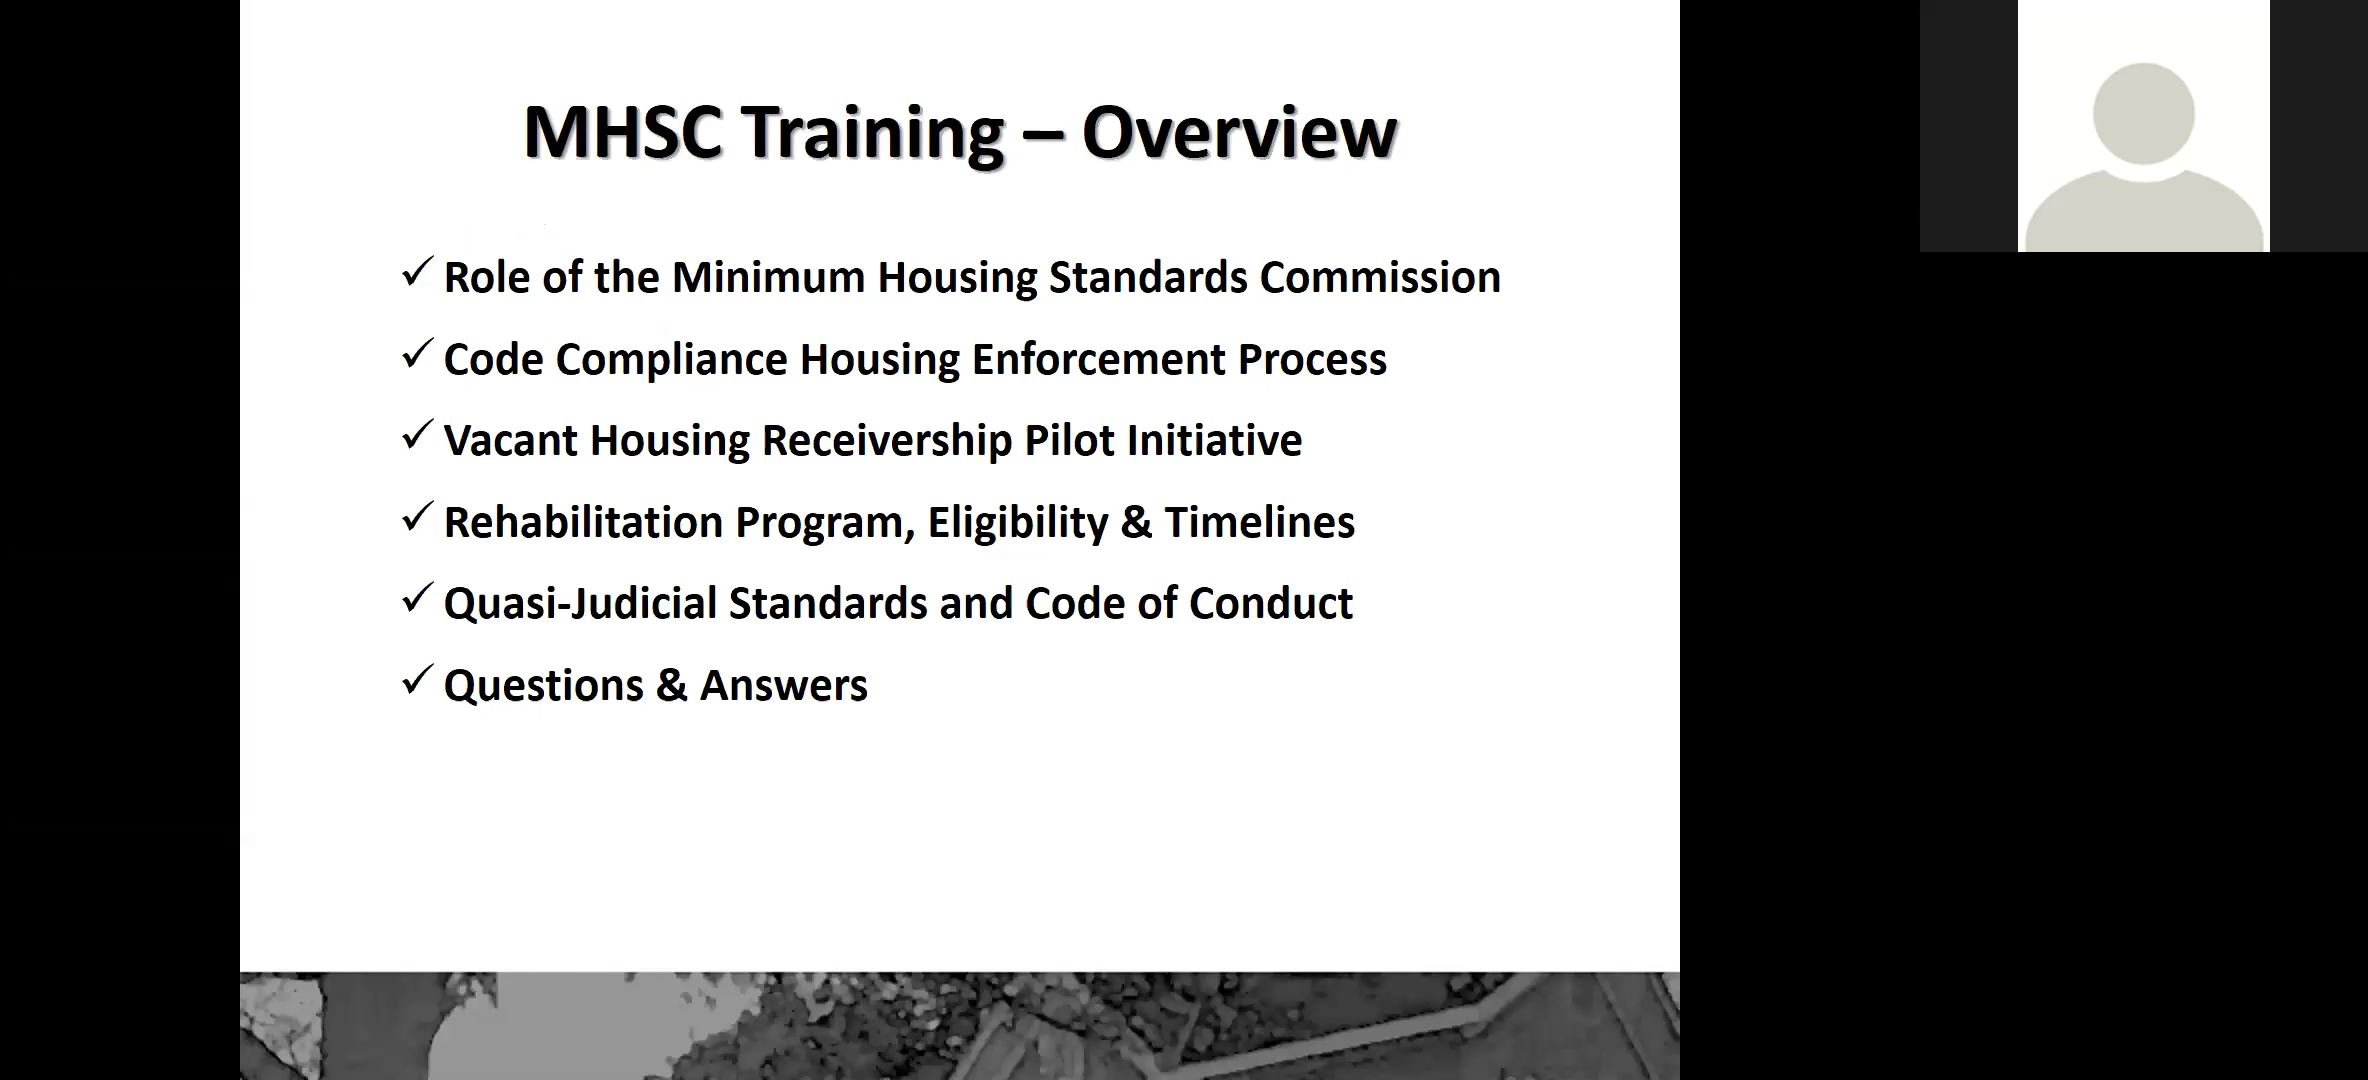 MHSC Training – Overview
✓ Role of the Minimum Housing Standards Commission
✓ Code Compliance Housing Enforcement Process
✓ Vacant Housing Receivership Pilot Initiative
✓ Rehabilitation Program, Eligibility & Timelines
✓ Quasi-Judicial Standards and Code of Conduct
✓ Questions & Answers